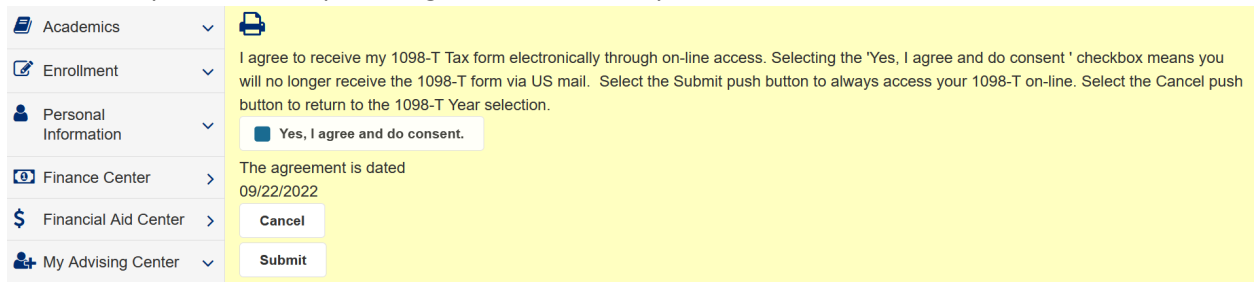 Academics
Enrollment
Personal
Information
Finance Center
Financial Aid Center
My Advising Center
I agree to receive my 1098-T Tax form electronically through on-line access. Selecting the 'Yes, I agree and do consent ' checkbox means you
will no longer receive the 1098-T form via US mail.  Select the Submit push button to always access your 1098-T on-line. Select the Cancel push
button to return to the 1098-T Year selection.
Yes, I agree and do consent.
The agreement is dated
09/22/2022
Cancel
Submit